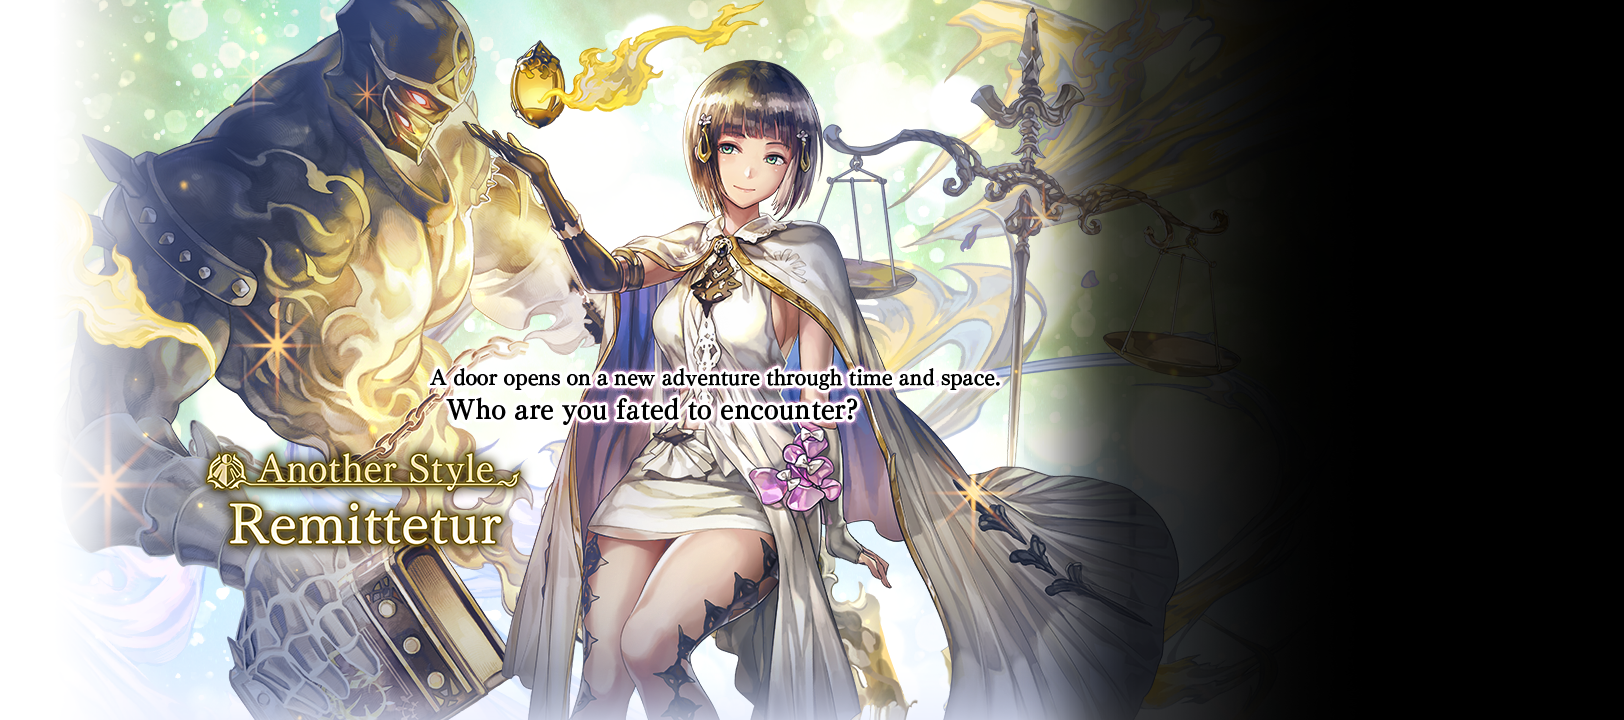 A door opens on a new adventure through time and space.
Who are you fated to encounter?
Another Style
Remittetur